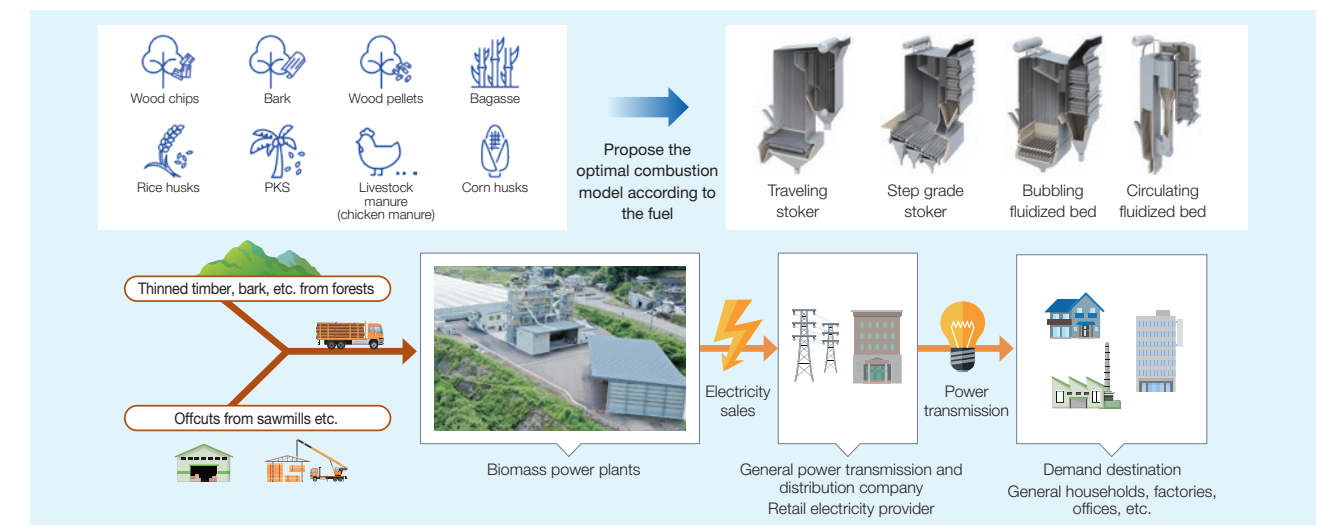 Wood chips
Bark
Wood pellets
Bagasse
Rice husks
PKS
Livestock
manure
(chicken manure)
Corn husks
Propose the
optimal combustion
model according to
the fuel
Traveling
stoker
Step grade
stoker
Bubbling
fluidized bed
Circulating
fluidized bed
Thinned timber, bark, etc. from forests
Offcuts from sawmills etc.
Biomass power plants
Electricity
sales
General power transmission and
distribution company
Retail electricity provider
Power
transmission
Demand destination
General households, factories,
offices, etc.